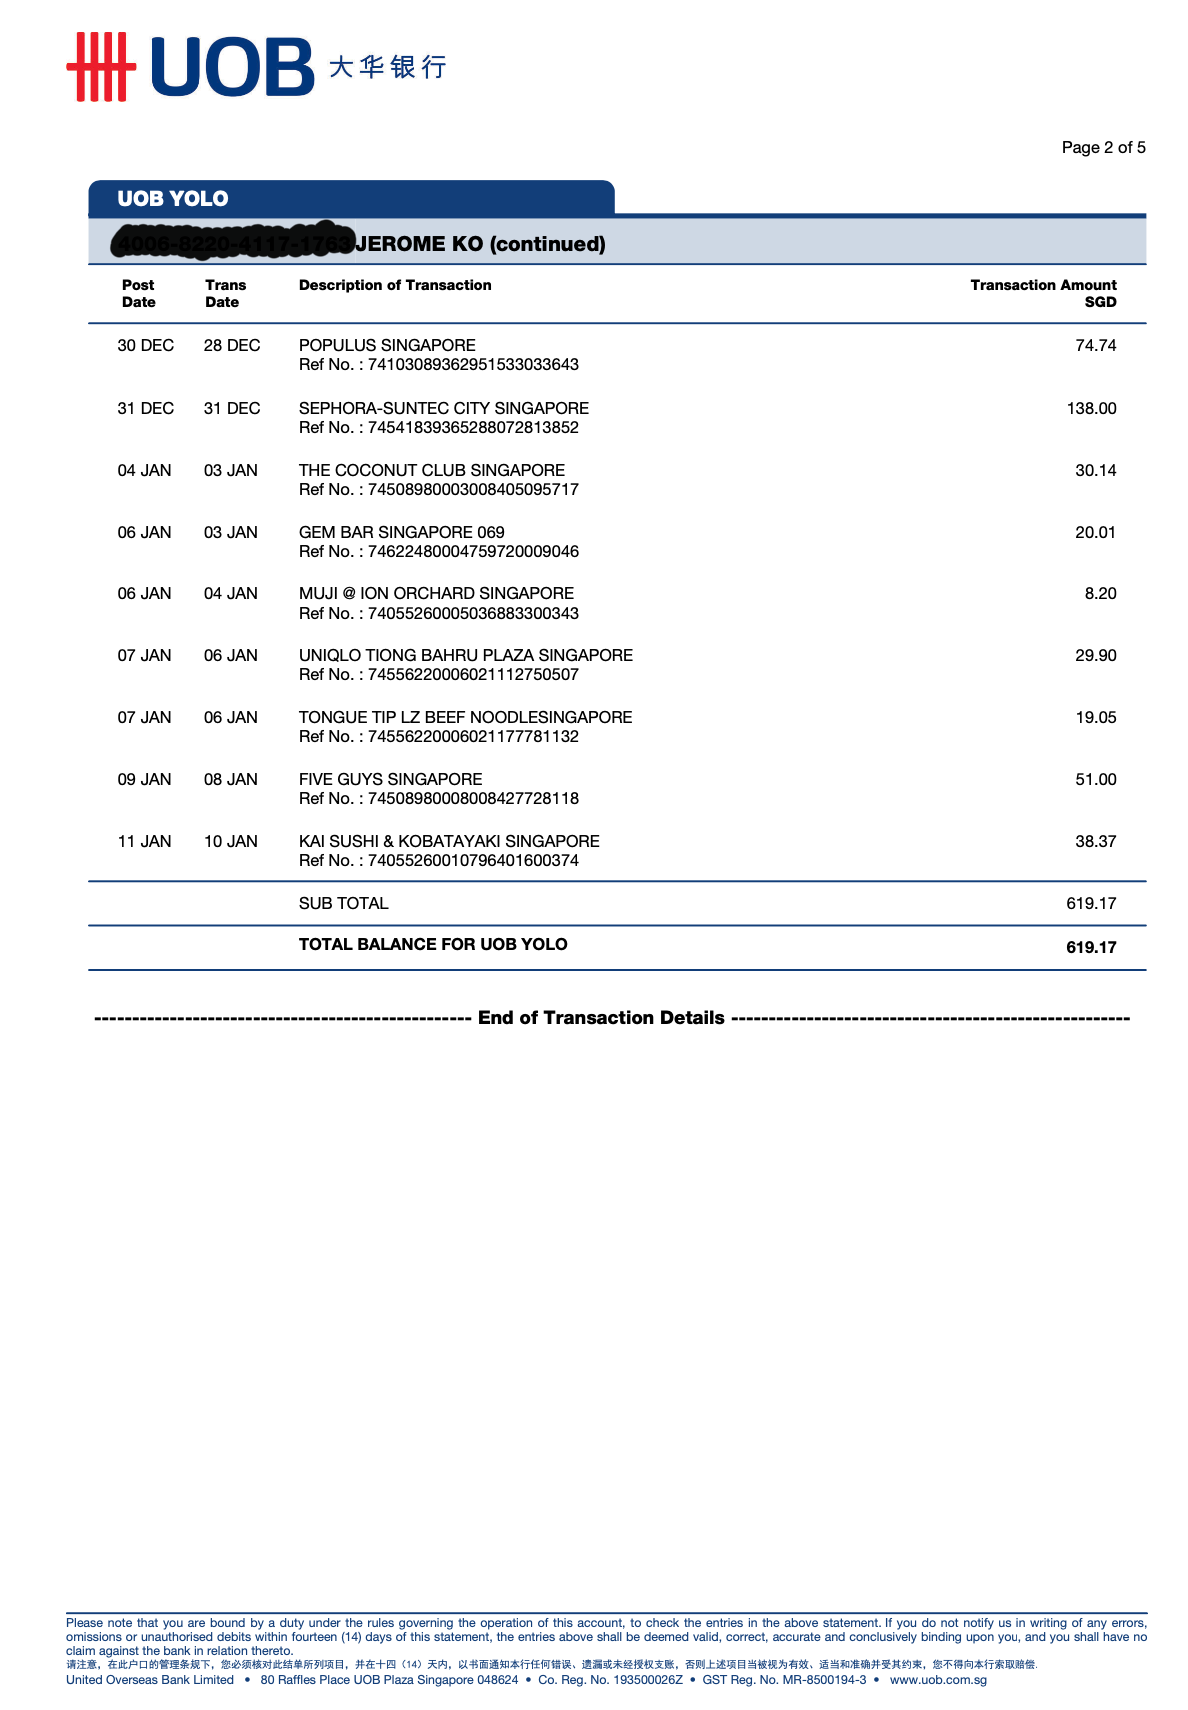 UOB 大华银行
Page 2 of 5
UOB YOLO
JEROME KO (continued)
Post Date Trans Date Description of Transaction Transaction Amount SGD
30 DEC 28 DEC POPULUS SINGAPORE 74.74
Ref No. : 74103089362951533033643
31 DEC 31 DEC SEPHORA-SUNTEC CITY SINGAPORE 138.00
Ref No. : 74541839365288072813852
04 JAN 03 JAN THE COCONUT CLUB SINGAPORE 30.14
Ref No. : 74508980003008405095717
06 JAN 03 JAN GEM BAR SINGAPORE 069 20.01
Ref No. : 74622480004759720009046
06 JAN 04 JAN MUJI @ ION ORCHARD SINGAPORE 8.20
Ref No. : 74055260005036883300343
07 JAN 06 JAN UNIQLO TIONG BAHRU PLAZA SINGAPORE 29.90
Ref No. : 74556220006021112750507
07 JAN 06 JAN TONGUE TIP LZ BEEF NOODLESINGAPORE 19.05
Ref No. : 74556220006021177781132
09 JAN 08 JAN FIVE GUYS SINGAPORE 51.00
Ref No. : 74508980008008427728118
11 JAN 10 JAN KAI SUSHI & KOBATAYAKI SINGAPORE 38.37
Ref No. : 74055260010796401600374
SUB TOTAL 619.17
TOTAL BALANCE FOR UOB YOLO 619.17
-------------------------------------------------- End of Transaction Details -----------------------------------------------------
Please note that you are bound by a duty under the rules governing the operation of this account, to check the entries in the above statement. If you do not notify us in writing of any errors,
omissions or unauthorised debits within fourteen (14) days of this statement, the entries above shall be deemed valid, correct, accurate and conclusively binding upon you, and you shall have no
claim against the bank in relation thereto.
请注意，在此户口的管理条规下，您必须核对此结单所列项目，并在十四（14）天内，以书面通知本行任何错误、遗漏或未经授权支账，否则上述项目当被视为有效、适当和准确并受其约束，您不得向本行索取赔偿.
United Overseas Bank Limited • 80 Raffles Place UOB Plaza Singapore 048624 • Co. Reg. No. 193500026Z • GST Reg. No. MR-8500194-3 • www.uob.com.sg